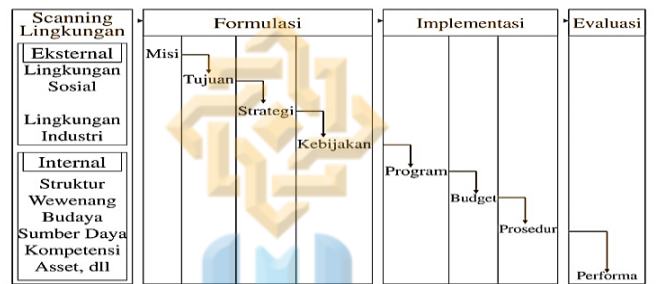 Scanning
Lingkungan
Eksternal
Lingkungan
Sosial
Lingkungan
Industri
Internal
Struktur
Wewenang
Budaya
Sumber Daya
Kompetensi
Asset, dll
Formulasi
Misi
Tujuan
Strategi
Kebijakan
Implementasi
Program
Budget
Prosedur
Evaluasi
Performa